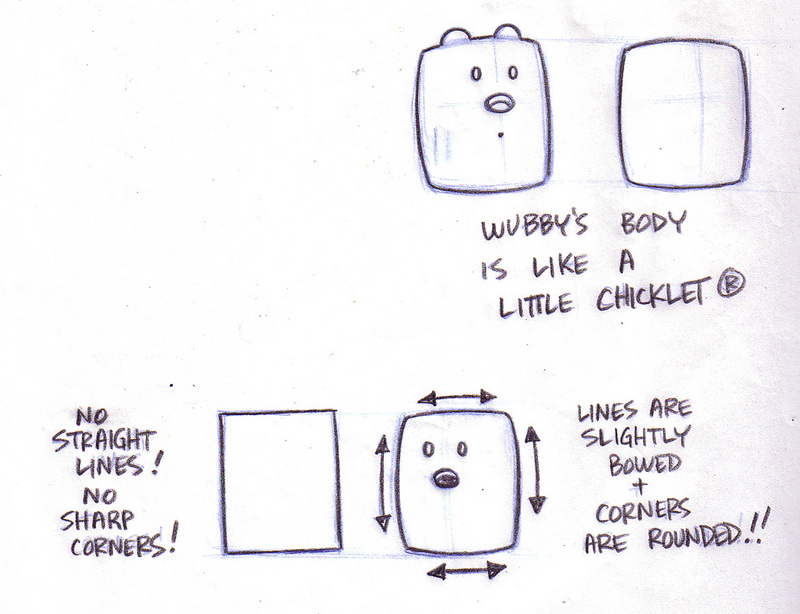 WUBBY'S BODY
IS LIKE A
LITTLE CHICKLET ®
NO
STRAIGHT
LINES!
NO
SHARP
CORNERS!
LINES ARE
SLIGHTLY
BOWED
+
CORNERS
ARE ROUNDED!!